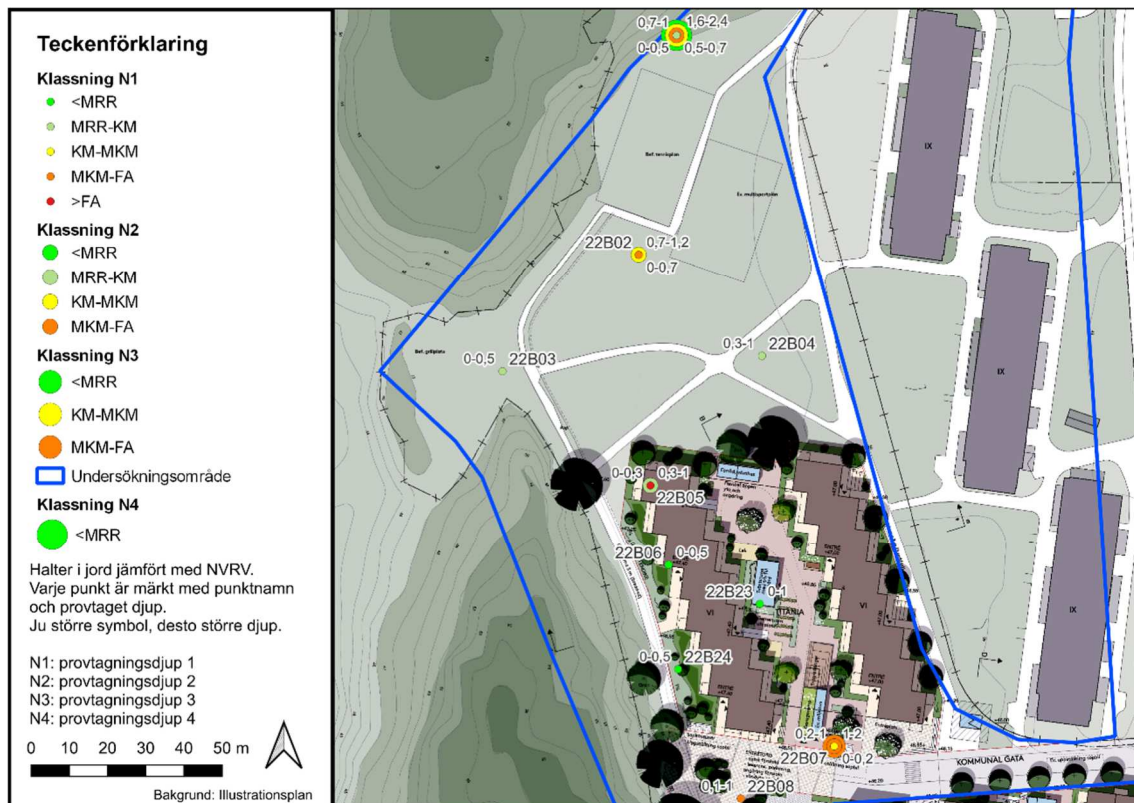 Teckenförklaring
Klassning N1
<MRR
MRR-KM
KM-MKM
MKM-FA
>FA
Klassning N2
<MRR
MRR-KM
KM-MKM
MKM-FA
Klassning N3
<MRR
KM-MKM
MKM-FA
Undersökningsområde
Klassning N4
<MRR
Halter i jord jämfört med NVRV.
Varje punkt är märkt med punktnamn
och provtaget djup.
Ju större symbol, desto större djup.
N1: provtagningsdjup 1
N2: provtagningsdjup 2
N3: provtagningsdjup 3
N4: provtagningsdjup 4
0 10 20 30 40 50 m
Bakgrund: Illustrationsplan
0,7-1 1,6-2,4
0-0,5 0,5-0,7
IX
22B02 0,7-1,2
0-0,7
IX
0,3-1 22B04
0-0,5 22B03
IX
0-0,3 0,3-1
22B05
22B06 0-0,5
22B23 0-1
VI
VI
0-0,5 22B24
0,2-1 1-2
22B07 0-0,2
KOMMUNAL GATA
0,1-1 22B08